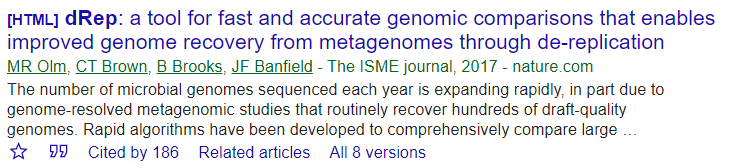 [HTML] dRep: a tool for fast and accurate genomic comparisons that enables
improved genome recovery from metagenomes through de-replication
MR Olm, CT Brown, B Brooks, JF Banfield - The ISME journal, 2017 - nature.com
The number of microbial genomes sequenced each year is expanding rapidly, in part due to
genome-resolved metagenomic studies that routinely recover hundreds of draft-quality
genomes. Rapid algorithms have been developed to comprehensively compare large …
Cited by 186 Related articles All 8 versions